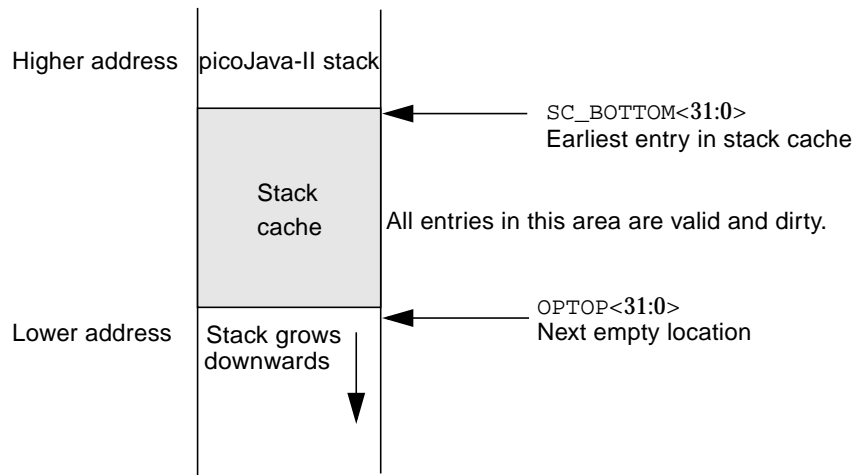 Higher address
picoJava-II stack
SC_BOTTOM<31:0>
Earliest entry in stack cache
Stack
cache
All entries in this area are valid and dirty.
OPTOP<31:0>
Next empty location
Lower address
Stack grows
downwards